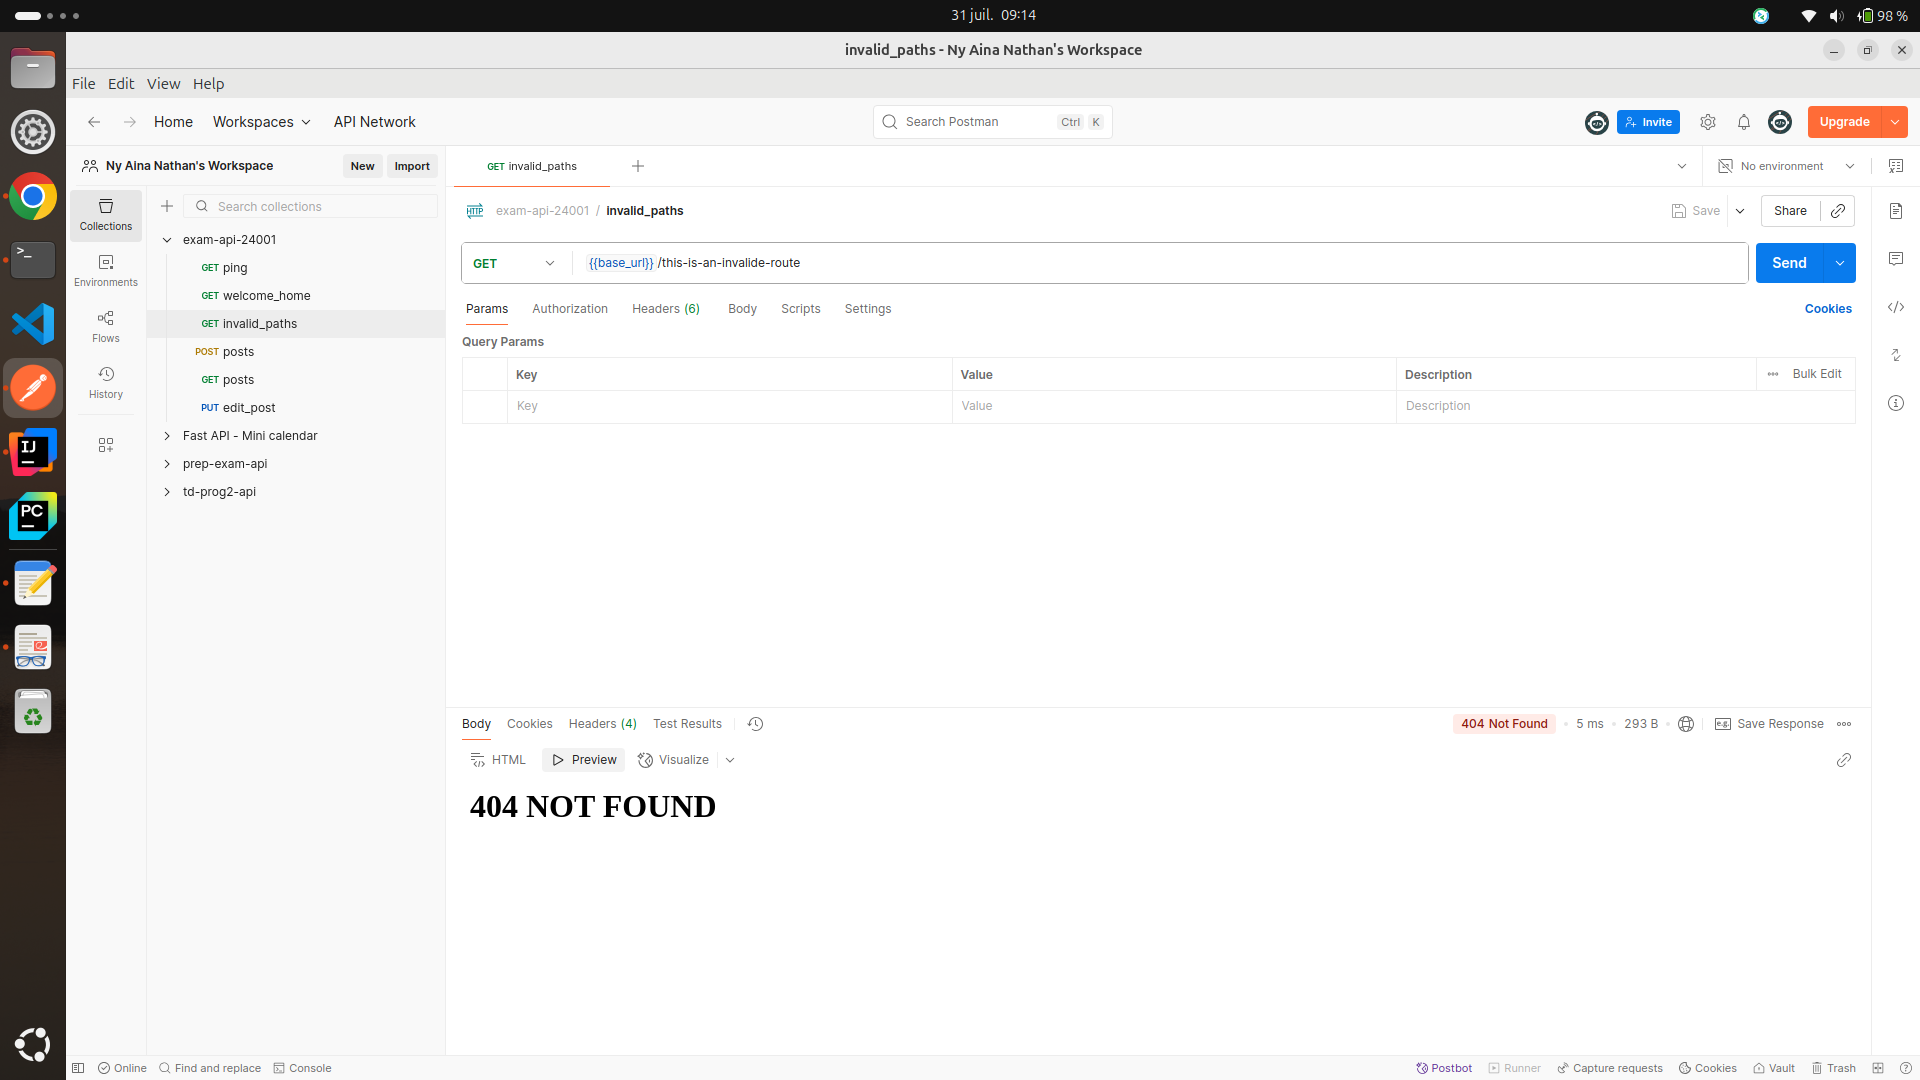 31 juil. 09:14
98 %
invalid_paths - Ny Aina Nathan's Workspace
File Edit View Help
Home Workspaces API Network
Search Postman Ctrl K
Invite
Upgrade
Ny Aina Nathan's Workspace New Import
GET invalid_paths
No environment
Collections
Environments
Flows
History
Search collections
exam-api-24001
GET ping
GET welcome_home
GET invalid_paths
POST posts
GET posts
PUT edit_post
Fast API - Mini calendar
prep-exam-api
td-prog2-api
HTTP exam-api-24001 / invalid_paths
Save Share
GET {{base_url}} /this-is-an-invalide-route
Send
Params Authorization Headers (6) Body Scripts Settings Cookies
Query Params
Key Value Description Bulk Edit
Key Value Description
Body Cookies Headers (4) Test Results
404 Not Found 5 ms 293 B e.g. Save Response
HTML Preview Visualize
404 NOT FOUND
IJ
PC
Online Find and replace Console
Postbot Runner Capture requests Cookies Vault Trash